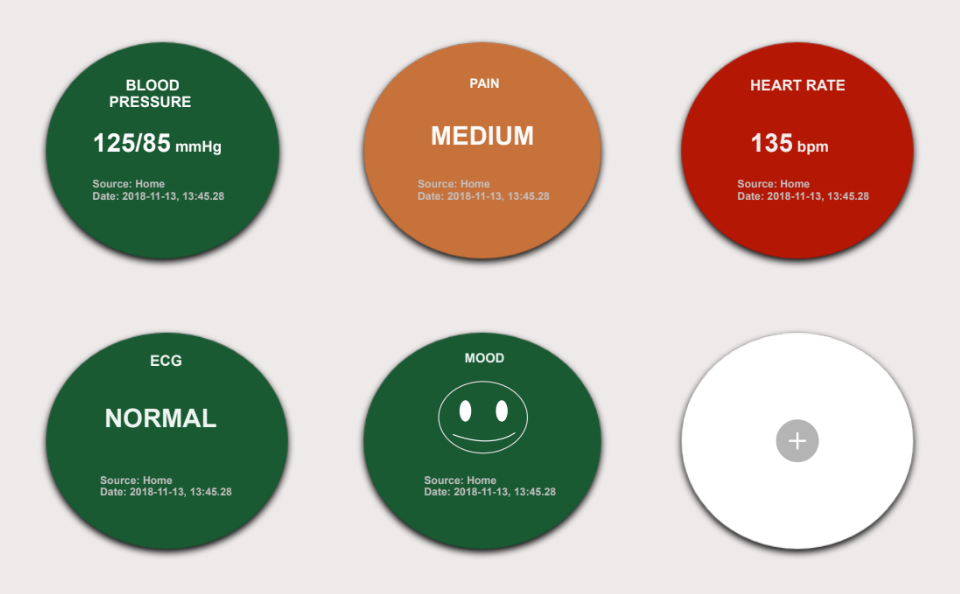 BLOOD
PRESSURE
125/85 mmHg
Source: Home
Date: 2018-11-13, 13:45.28
PAIN
MEDIUM
Source: Home
Date: 2018-11-13, 13:45.28
HEART RATE
135 bpm
Source: Home
Date: 2018-11-13, 13:45.28
ECG
NORMAL
Source: Home
Date: 2018-11-13, 13:45.28
MOOD
Source: Home
Date: 2018-11-13, 13:45.28
+